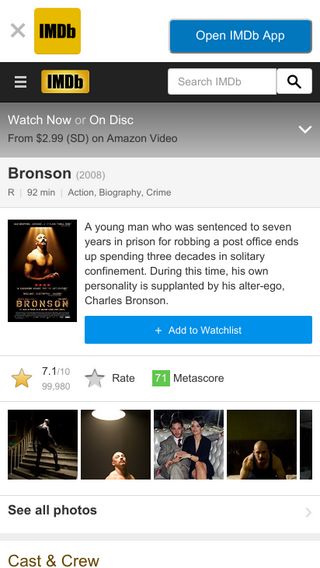 IMDb
Open IMDb App
IMDb
Search IMDb
Watch Now or On Disc
From $2.99 (SD) on Amazon Video
Bronson (2008)
R | 92 min | Action, Biography, Crime
BRONSON
A young man who was sentenced to seven
years in prison for robbing a post office ends
up spending three decades in solitary
confinement. During this time, his own
personality is supplanted by his alter-ego,
Charles Bronson.
+ Add to Watchlist
7.1/10
99,980
Rate
71 Metascore
See all photos
Cast & Crew